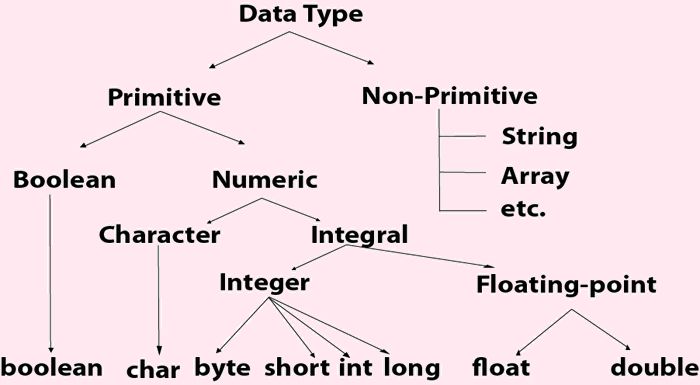 Data Type
Primitive
Non-Primitive
String
Array
etc.
Boolean
Numeric
Character
Integral
Integer
Floating-point
boolean
char
byte
short
int
long
float
double